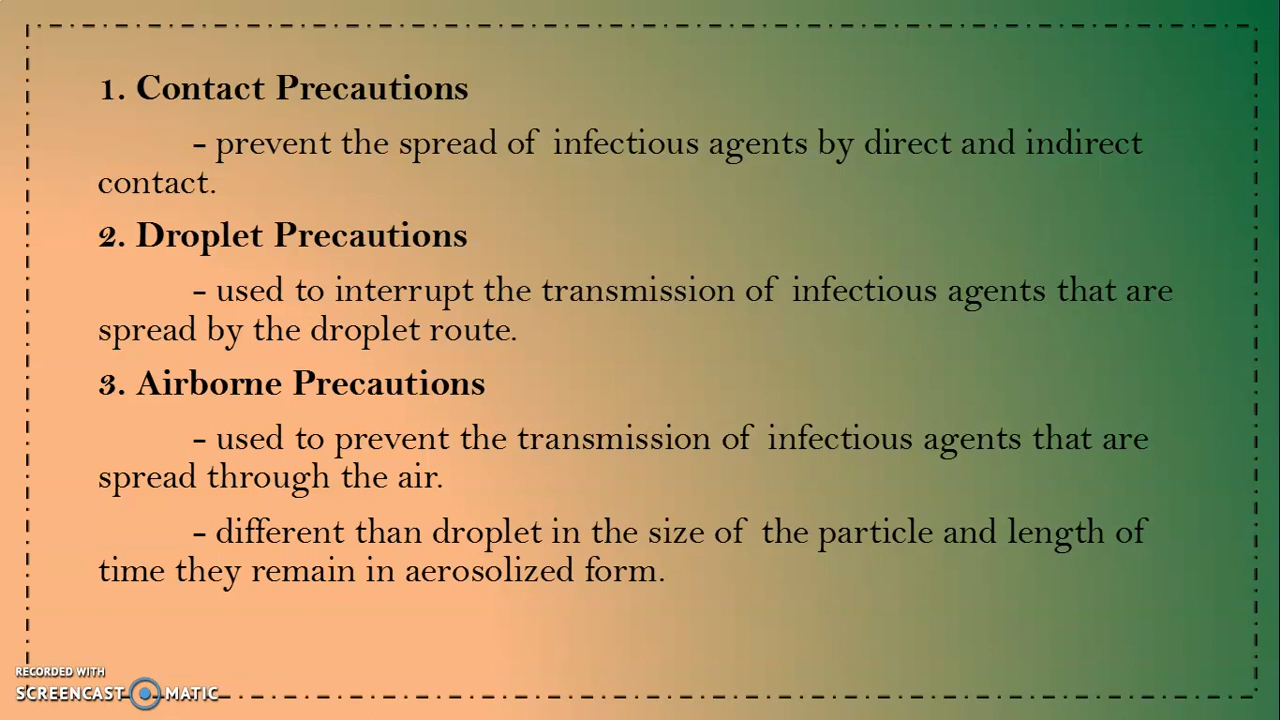 1. Contact Precautions
- prevent the spread of infectious agents by direct and indirect
contact.
2. Droplet Precautions
- used to interrupt the transmission of infectious agents that are
spread by the droplet route.
3. Airborne Precautions
- used to prevent the transmission of infectious agents that are
spread through the air.
- different than droplet in the size of the particle and length of
time they remain in aerosolized form.
RECORDED WITH
SCREENCAST MATIC